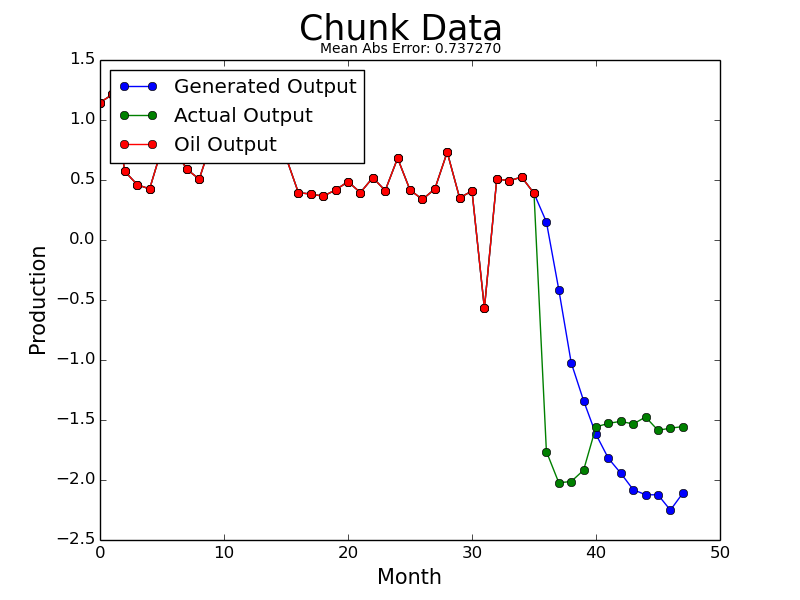 Chunk Data
Mean Abs Error: 0.737270
Generated Output
Actual Output
Oil Output
1.5
1.0
0.5
0.0
−0.5
−1.0
−1.5
−2.0
−2.5
Production
0 10 20 30 40 50
Month